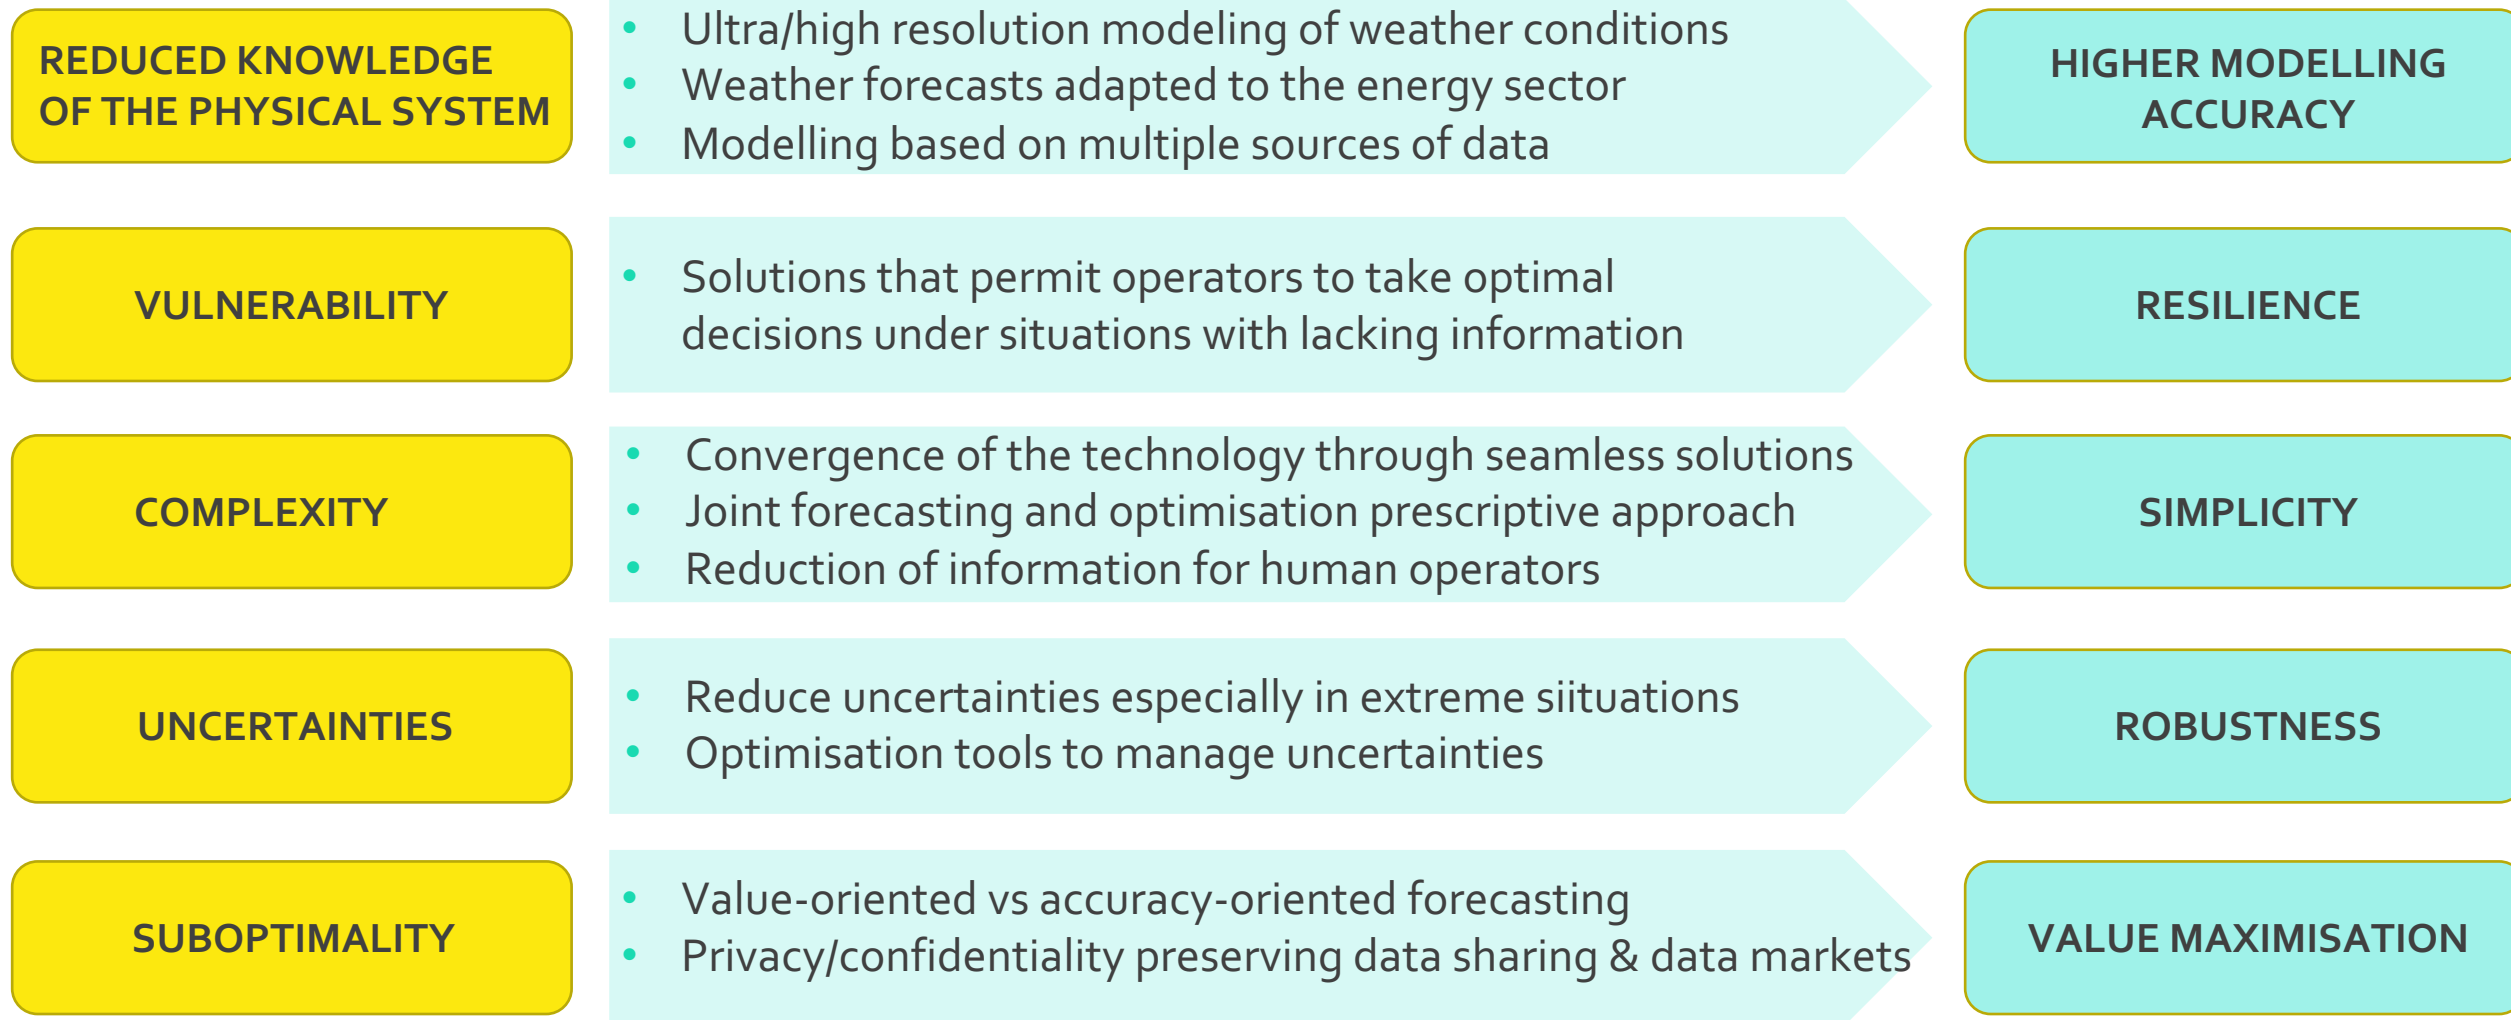 REDUCED KNOWLEDGE
OF THE PHYSICAL SYSTEM
• Ultra/high resolution modeling of weather conditions
• Weather forecasts adapted to the energy sector
• Modelling based on multiple sources of data
HIGHER MODELLING
ACCURACY
VULNERABILITY
• Solutions that permit operators to take optimal
decisions under situations with lacking information
RESILIENCE
COMPLEXITY
• Convergence of the technology through seamless solutions
• Joint forecasting and optimisation prescriptive approach
• Reduction of information for human operators
SIMPLICITY
UNCERTAINTIES
• Reduce uncertainties especially in extreme siituations
• Optimisation tools to manage uncertainties
ROBUSTNESS
SUBOPTIMALITY
• Value-oriented vs accuracy-oriented forecasting
• Privacy/confidentiality preserving data sharing & data markets
VALUE MAXIMISATION